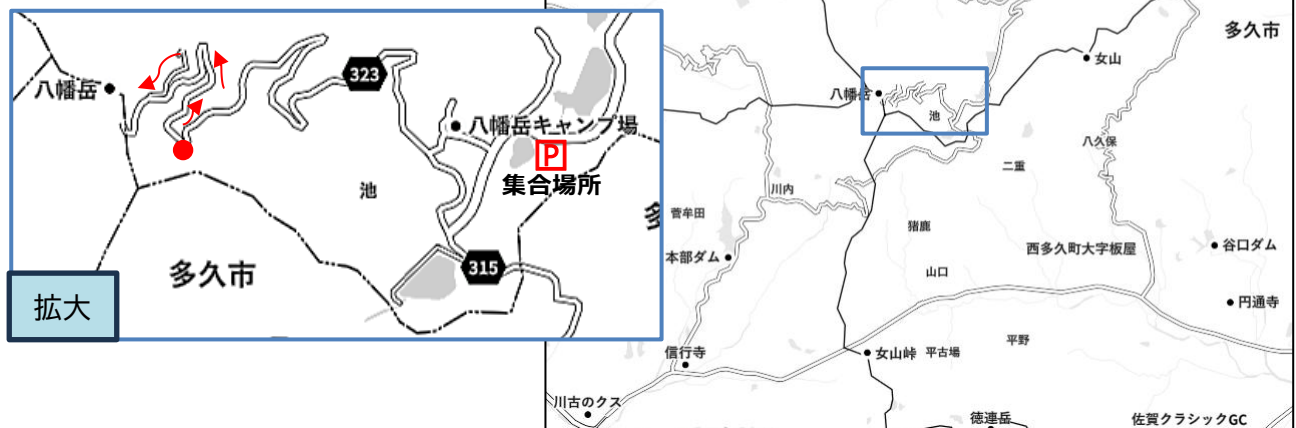 八幡岳
323
八幡岳キャンプ場
P
集合場所
池
315
多久市
多
拡大
多久市
女山
八幡岳
池
八久保
二重
川内
菅牟田
猪鹿
本部ダム
西多久町大字板屋
谷口ダム
山口
円通寺
信行寺
女山峠
平古場
平野
川古のクス
徳連岳
佐賀クラシックGC